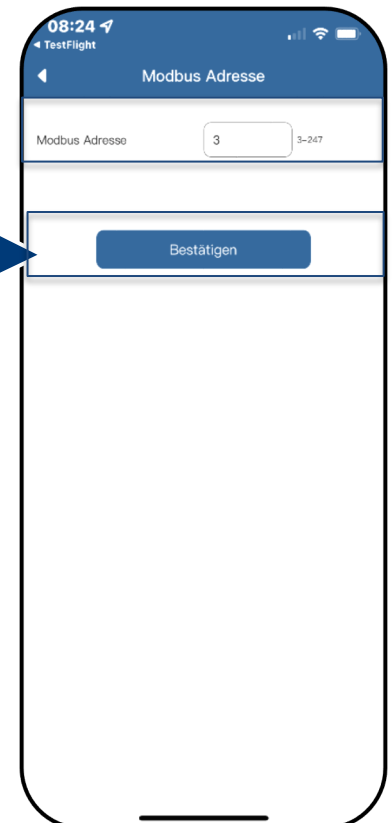 08:24
TestFlight
Modbus Adresse
Modbus Adresse 3 3–247
Bestätigen